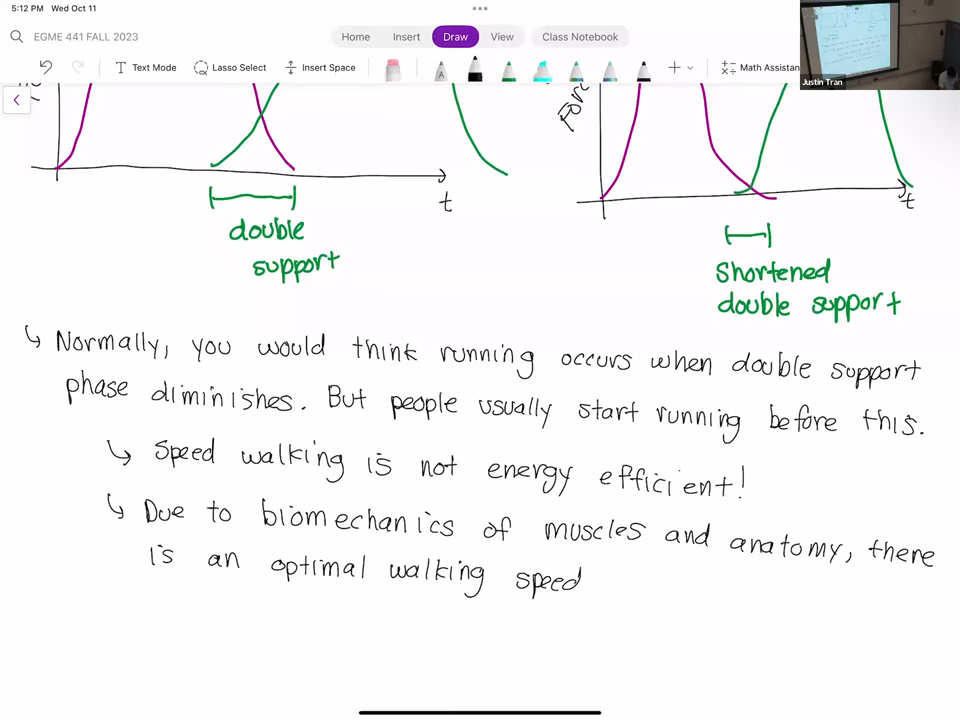 5:12 PM Wed Oct 11
EGME 441 FALL 2023
Home Insert Draw View Class Notebook
Text Mode Lasso Select Insert Space Math Assistan
Justin Tran
Forc
t
t
double
support
Shortened
double support
Normally, you would think running occurs when double support
phase diminishes. But people usually start running before this.
Speed walking is not energy efficient!
Due to biomechanics of muscles and anatomy, there
is an optimal walking speed